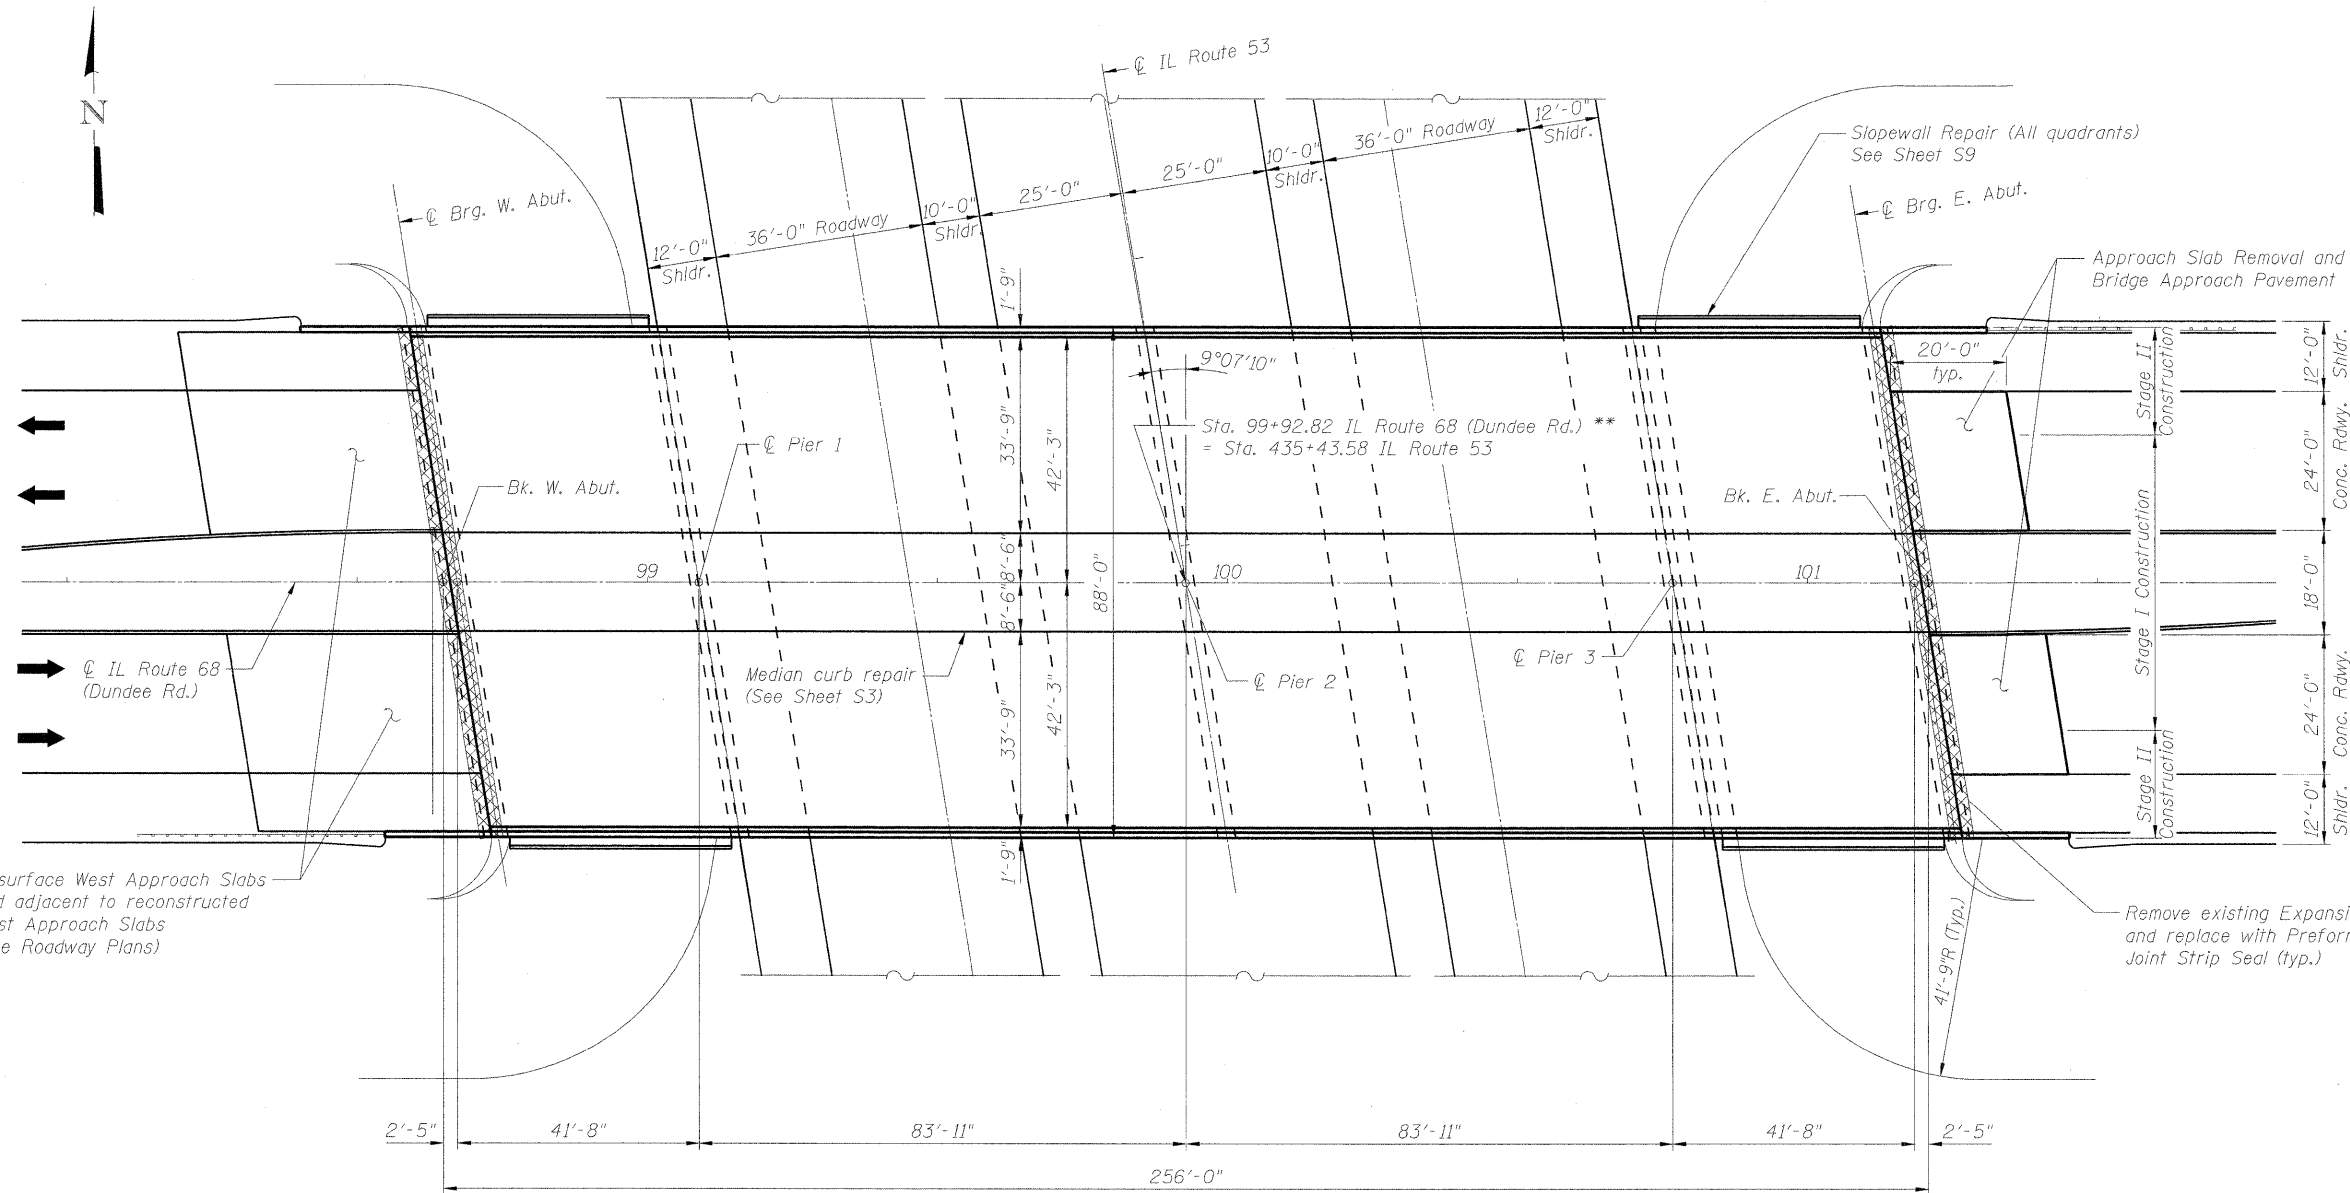 N
℄ IL Route 53
12'-0"
Shldr.
36'-0" Roadway
10'-0"
Shldr.
25'-0"
25'-0"
10'-0"
Shldr.
36'-0" Roadway
12'-0"
Shldr.
Slopewall Repair (All quadrants)
See Sheet S9
℄ Brg. W. Abut.
℄ Brg. E. Abut.
Approach Slab Removal and
Bridge Approach Pavement
1'-9"
9°07'10"
20'-0"
typ.
Stage II
Construction
12'-0"
Shldr.
33'-9"
42'-3"
Sta. 99+92.82 IL Route 68 (Dundee Rd.) **
= Sta. 435+43.58 IL Route 53
℄ Pier 1
Bk. W. Abut.
Bk. E. Abut.
24'-0"
Conc. Rdwy.
Stage I Construction
99
100
101
8'-6"
8'-6"
88'-0"
18'-0"
℄ IL Route 68
(Dundee Rd.)
Median curb repair
(See Sheet S3)
℄ Pier 2
℄ Pier 3
33'-9"
42'-3"
24'-0"
Conc. Rdwy.
Stage II
Construction
12'-0"
Shldr.
1'-9"
surface West Approach Slabs
d adjacent to reconstructed
st Approach Slabs
e Roadway Plans)
41'-9"R (Typ.)
Remove existing Expansi
and replace with Prefor
Joint Strip Seal (typ.)
2'-5"
41'-8"
83'-11"
83'-11"
41'-8"
2'-5"
256'-0"